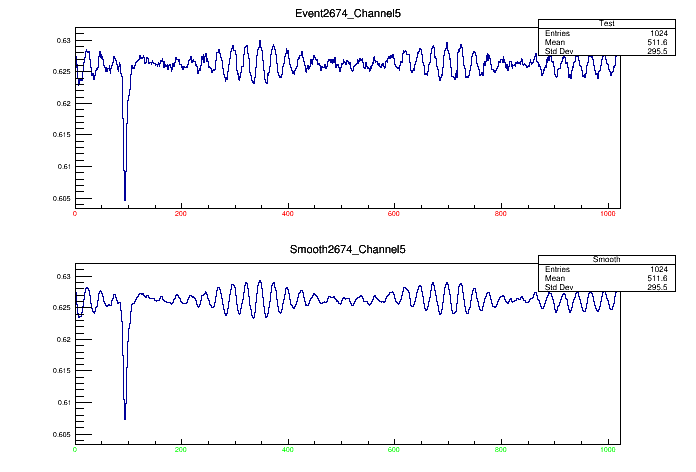 Event2674_Channel5
Test
Entries 1024
Mean 511.6
Std Dev 295.5
0.63
0.625
0.62
0.615
0.61
0.605
0 200 400 600 800 1000
Smooth2674_Channel5
Smooth
Entries 1024
Mean 511.6
Std Dev 295.5
0.63
0.625
0.62
0.615
0.61
0.605
0 200 400 600 800 1000